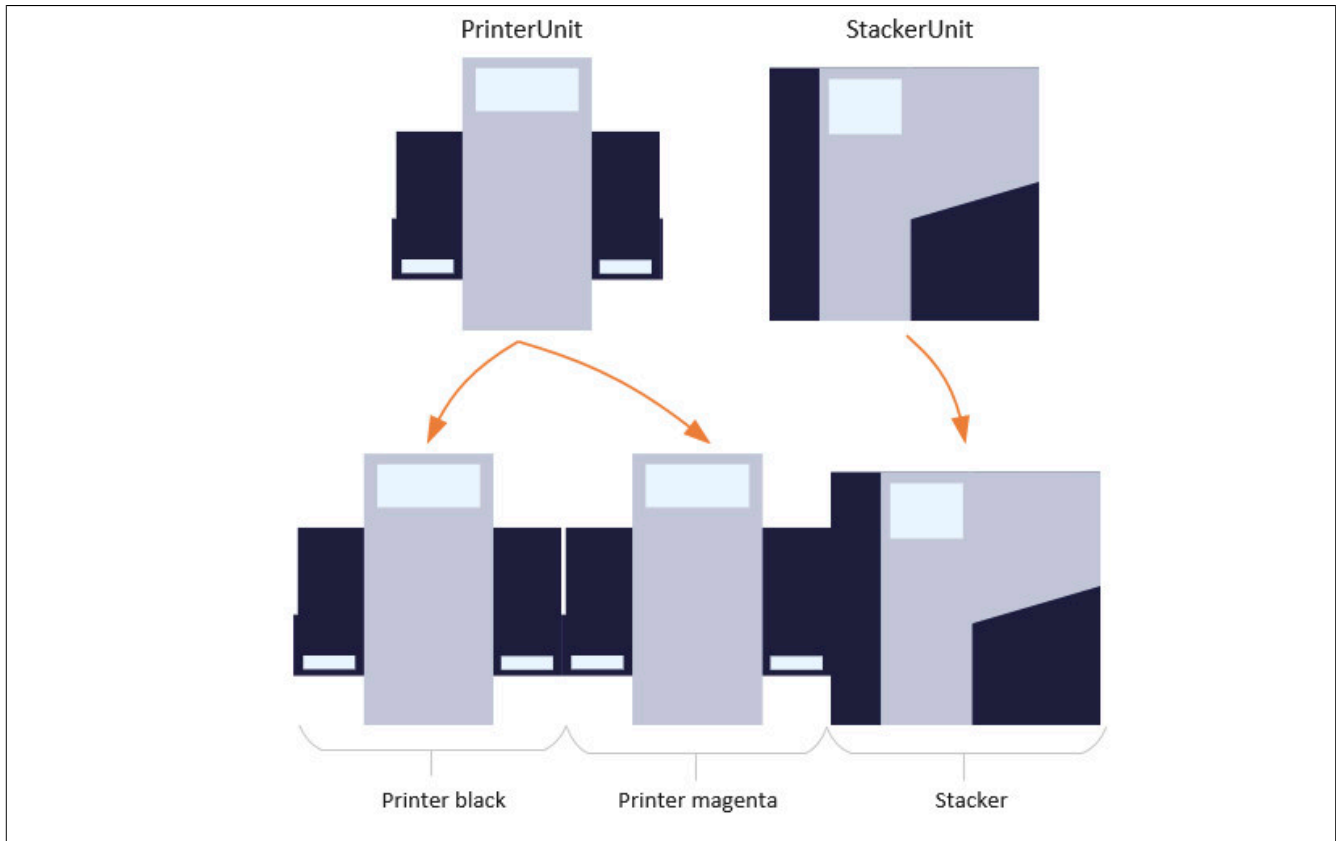 PrinterUnit
StackerUnit
Printer black
Printer magenta
Stacker